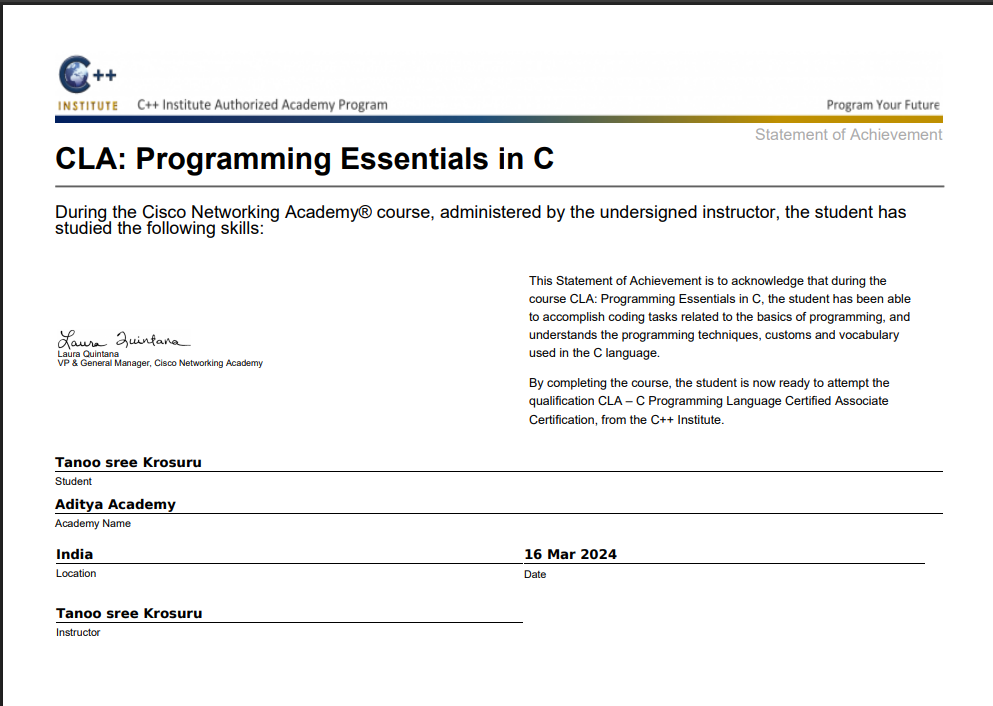 C++
INSTITUTE
C++ Institute Authorized Academy Program
Program Your Future
Statement of Achievement
CLA: Programming Essentials in C
During the Cisco Networking Academy® course, administered by the undersigned instructor, the student has
studied the following skills:
This Statement of Achievement is to acknowledge that during the
course CLA: Programming Essentials in C, the student has been able
to accomplish coding tasks related to the basics of programming, and
understands the programming techniques, customs and vocabulary
used in the C language.
By completing the course, the student is now ready to attempt the
qualification CLA – C Programming Language Certified Associate
Certification, from the C++ Institute.
Laura Quintana
Laura Quintana
VP & General Manager, Cisco Networking Academy
Tanoo sree Krosuru
Student
Aditya Academy
Academy Name
India
Location
16 Mar 2024
Date
Tanoo sree Krosuru
Instructor